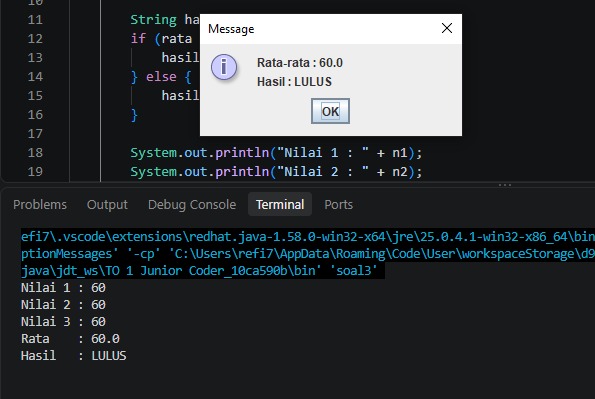 10
11 String ha
12 if (rata
13 hasil
14 } else {
15 hasil
16 }
17
18 System.out.println("Nilai 1 : " + n1);
19 System.out.println("Nilai 2 : " + n2);
Message
Rata-rata : 60.0
Hasil : LULUS
OK
Problems Output Debug Console Terminal Ports
efi7\.vscode\extensions\redhat.java-1.58.0-win32-x64\jre\25.0.4.1-win32-x86_64\bin
ptionMessages' '-cp' 'C:\Users\refi7\AppData\Roaming\Code\User\workspaceStorage\d9
java\jdt_ws\TO 1 Junior Coder_10ca590b\bin' 'soal3'
Nilai 1 : 60
Nilai 2 : 60
Nilai 3 : 60
Rata : 60.0
Hasil : LULUS